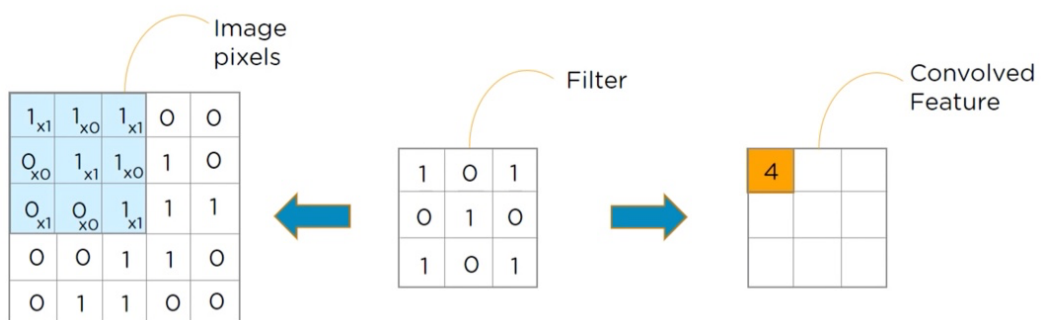 Image
pixels
Filter
Convolved
Feature
1x1 1x0 1x1 0 0
0x0 1x1 1x0 1 0
0x1 0x0 1x1 1 1
0 0 1 1 0
0 1 1 0 0
1 0 1
0 1 0
1 0 1
4